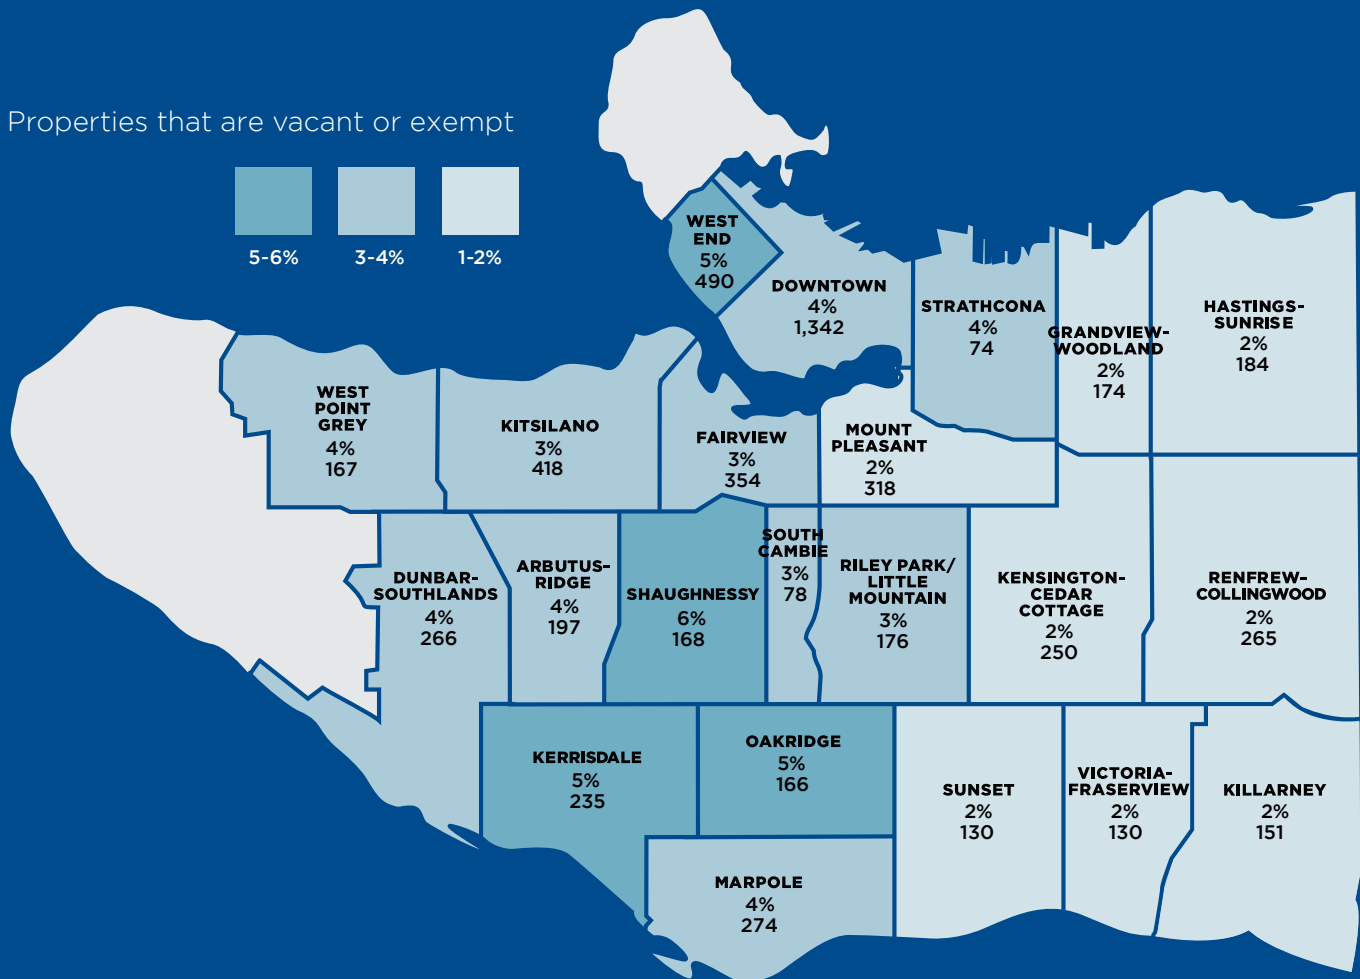 Properties that are vacant or exempt
5-6%
3-4%
1-2%
WEST
END
5%
490
DOWNTOWN
4%
1,342
STRATHCONA
4%
74
GRANDVIEW-
WOODLAND
2%
174
HASTINGS-
SUNRISE
2%
184
WEST
POINT
GREY
4%
167
KITSILANO
3%
418
FAIRVIEW
3%
354
MOUNT
PLEASANT
2%
318
DUNBAR-
SOUTHLANDS
4%
266
ARBUTUS-
RIDGE
4%
197
SHAUGHNESSY
6%
168
SOUTH
CAMBIE
3%
78
RILEY PARK/
LITTLE
MOUNTAIN
3%
176
KENSINGTON-
CEDAR
COTTAGE
2%
250
RENFREW-
COLLINGWOOD
2%
265
KERRISDALE
5%
235
OAKRIDGE
5%
166
SUNSET
2%
130
VICTORIA-
FRASERVIEW
2%
130
KILLARNEY
2%
151
MARPOLE
4%
274